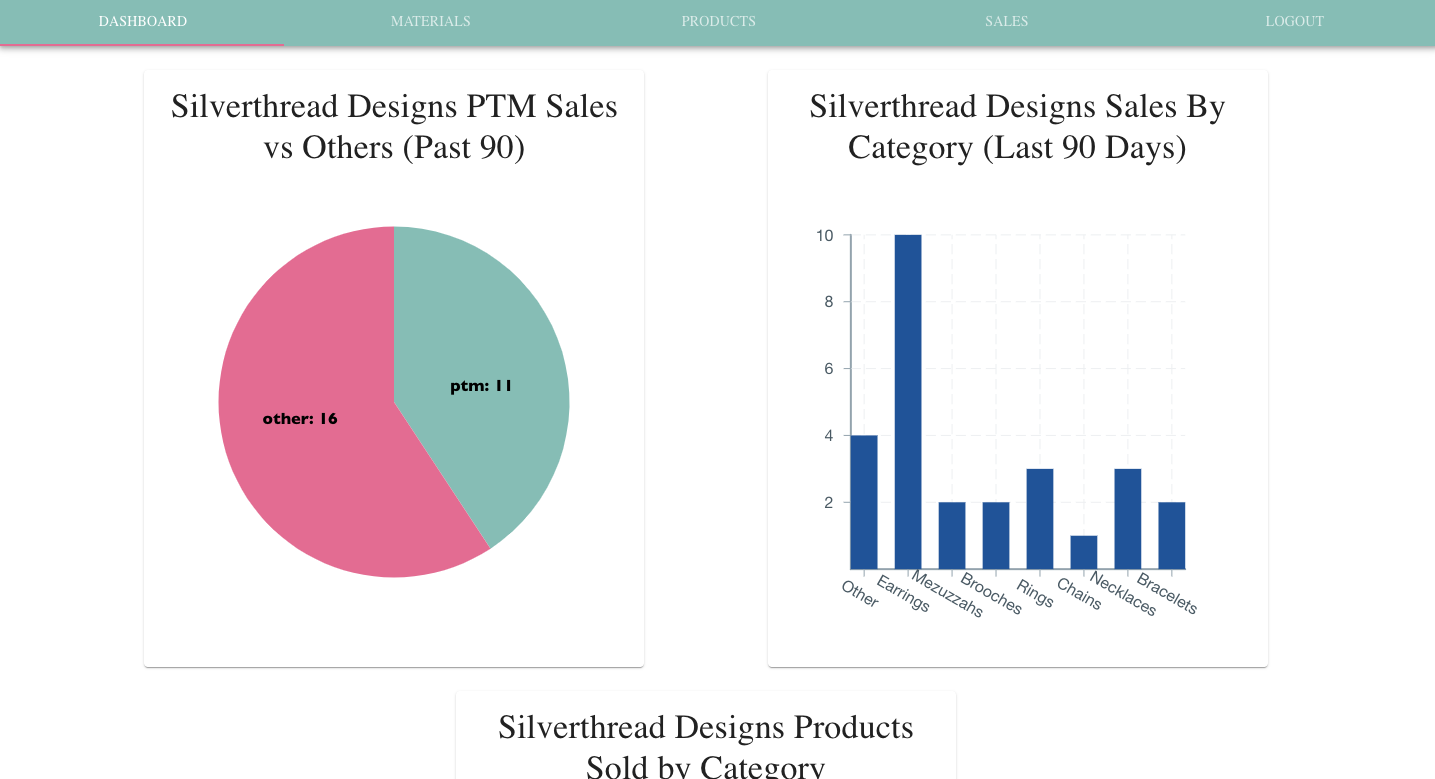 DASHBOARD MATERIALS PRODUCTS SALES LOGOUT
Silverthread Designs PTM Sales
vs Others (Past 90)
ptm: 11
other: 16
Silverthread Designs Sales By
Category (Last 90 Days)
10
8
6
4
2
Other
Earrings
Mezuzzahs
Brooches
Rings
Chains
Necklaces
Bracelets
Silverthread Designs Products
Sold by Category